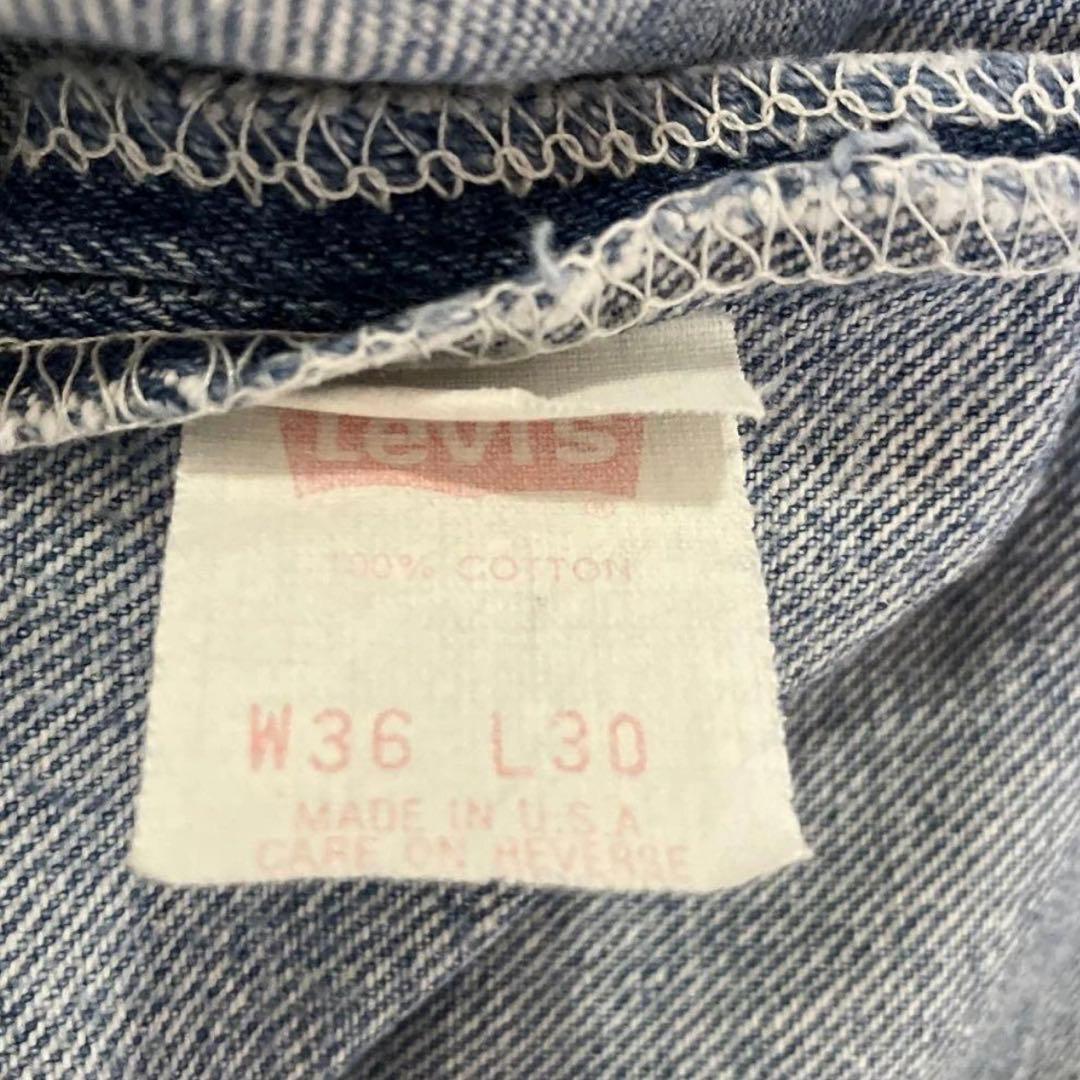 Levi's
®
100% COTTON
W36 L30
MADE IN U.S.A
CARE ON REVERSE